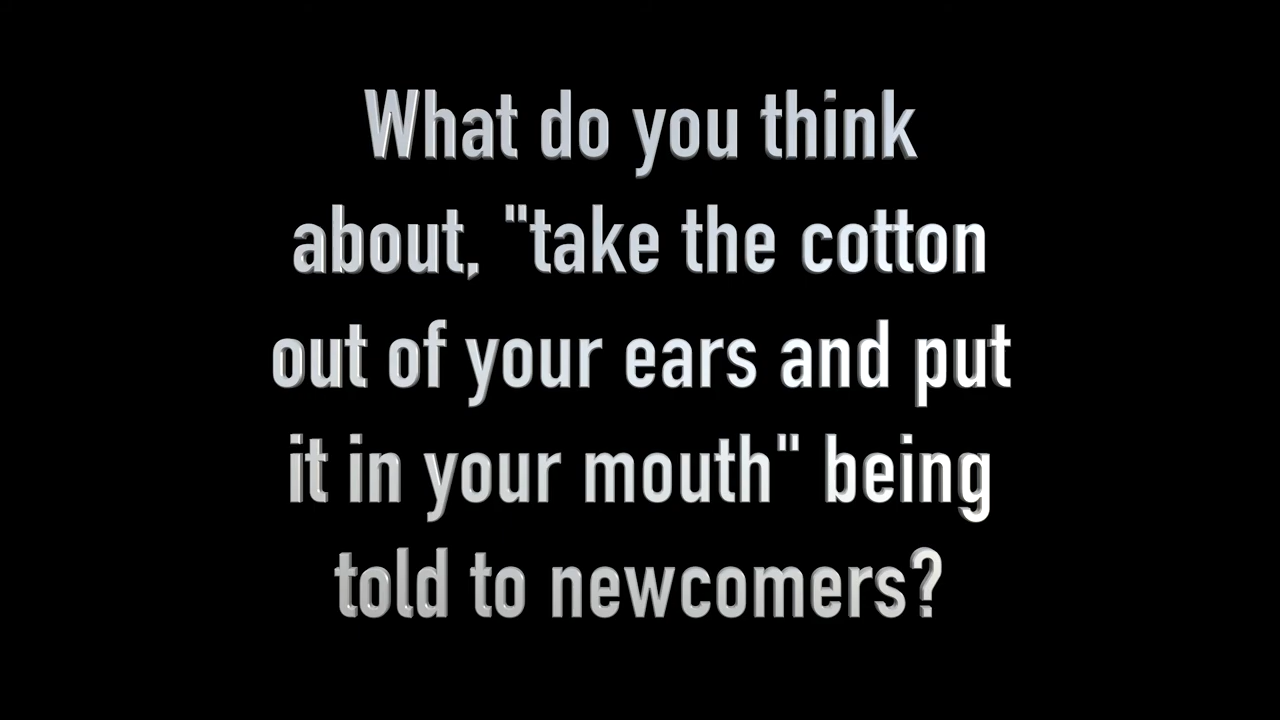 What do you think
about, "take the cotton
out of your ears and put
it in your mouth" being
told to newcomers?